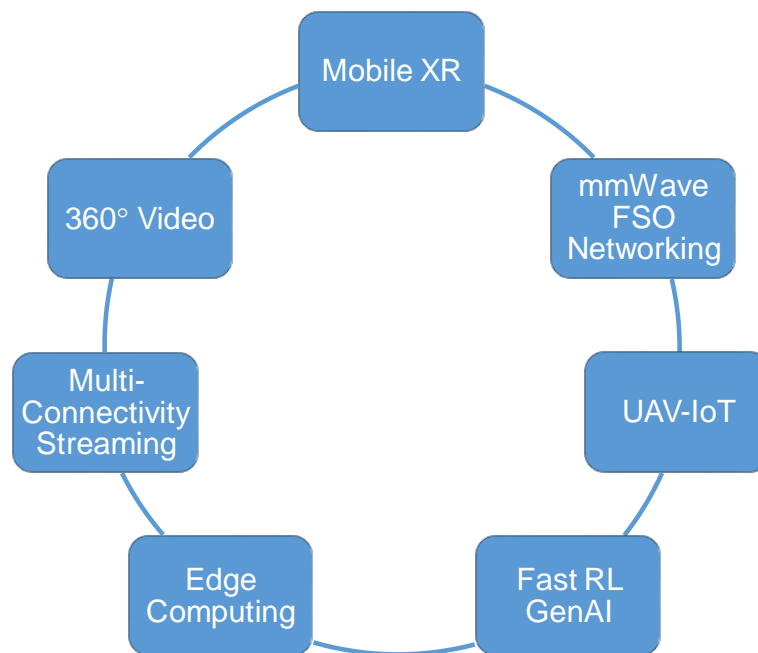 Mobile XR
mmWave
FSO
Networking
UAV-IoT
Fast RL
GenAI
Edge
Computing
Multi-
Connectivity
Streaming
360° Video